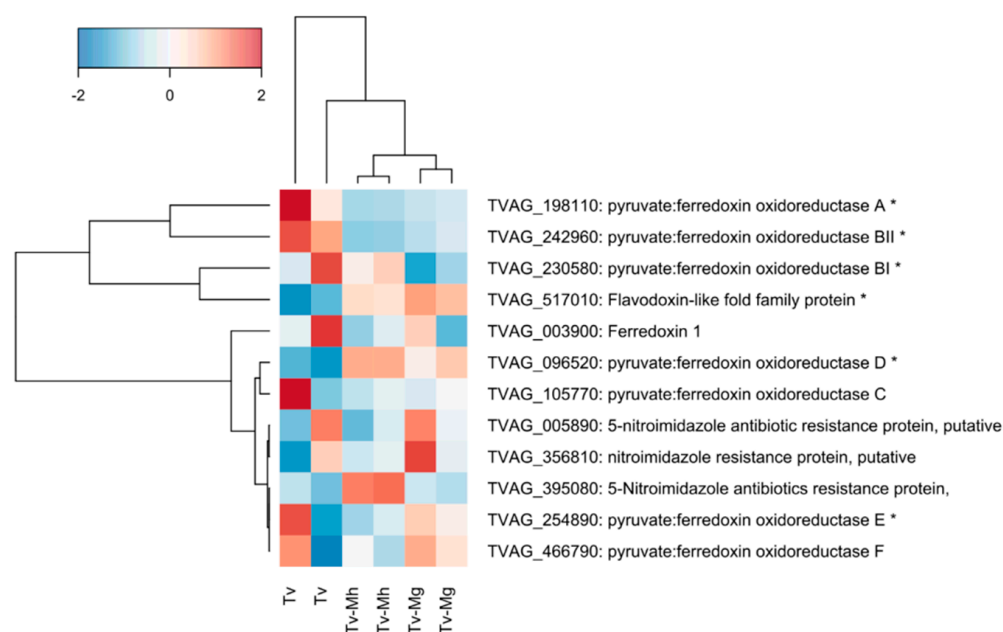 -2 0 2
TVAG_198110: pyruvate:ferredoxin oxidoreductase A *
TVAG_242960: pyruvate:ferredoxin oxidoreductase BII *
TVAG_230580: pyruvate:ferredoxin oxidoreductase BI *
TVAG_517010: Flavodoxin-like fold family protein *
TVAG_003900: Ferredoxin 1
TVAG_096520: pyruvate:ferredoxin oxidoreductase D *
TVAG_105770: pyruvate:ferredoxin oxidoreductase C
TVAG_005890: 5-nitroimidazole antibiotic resistance protein, putative
TVAG_356810: nitroimidazole resistance protein, putative
TVAG_395080: 5-Nitroimidazole antibiotics resistance protein,
TVAG_254890: pyruvate:ferredoxin oxidoreductase E *
TVAG_466790: pyruvate:ferredoxin oxidoreductase F
Tv
Tv
Tv-Mh
Tv-Mh
Tv-Mg
Tv-Mg